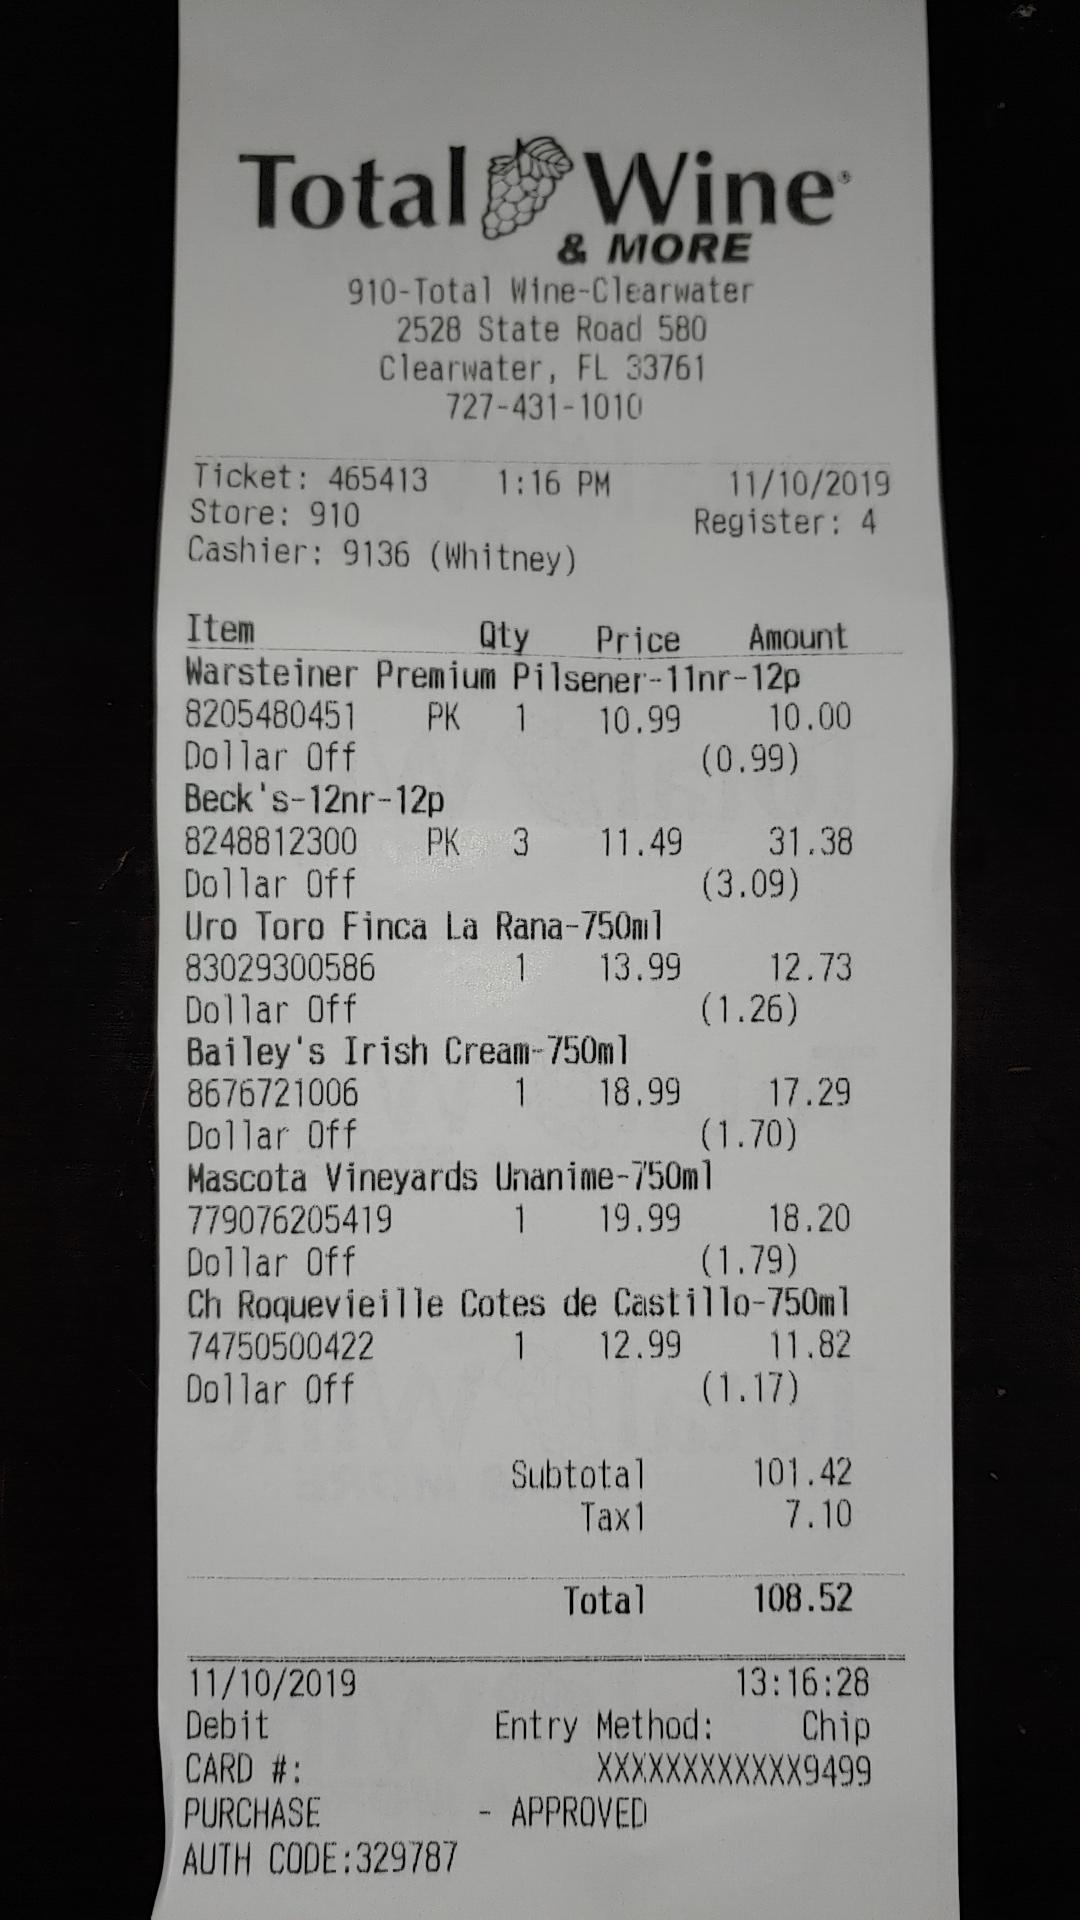 Total Wine®
& MORE
910-Total Wine-Clearwater
2528 State Road 580
Clearwater, FL 33761
727-431-1010
Ticket: 465413 1:16 PM 11/10/2019
Store: 910 Register: 4
Cashier: 9136 (Whitney)
Item Qty Price Amount
Warsteiner Premium Pilsener-11nr-12p
8205480451 PK 1 10.99 10.00
Dollar Off (0.99)
Beck's-12nr-12p
8248812300 PK 3 11.49 31.38
Dollar Off (3.09)
Uro Toro Finca La Rana-750ml
83029300586 1 13.99 12.73
Dollar Off (1.26)
Bailey's Irish Cream-750ml
8676721006 1 18.99 17.29
Dollar Off (1.70)
Mascota Vineyards Unanime-750ml
779076205419 1 19.99 18.20
Dollar Off (1.79)
Ch Roquevieille Cotes de Castillo-750ml
74750500422 1 12.99 11.82
Dollar Off (1.17)
Subtotal 101.42
Tax1 7.10
Total 108.52
11/10/2019 13:16:28
Debit Entry Method: Chip
CARD #: XXXXXXXXXXXX9499
PURCHASE - APPROVED
AUTH CODE:329787